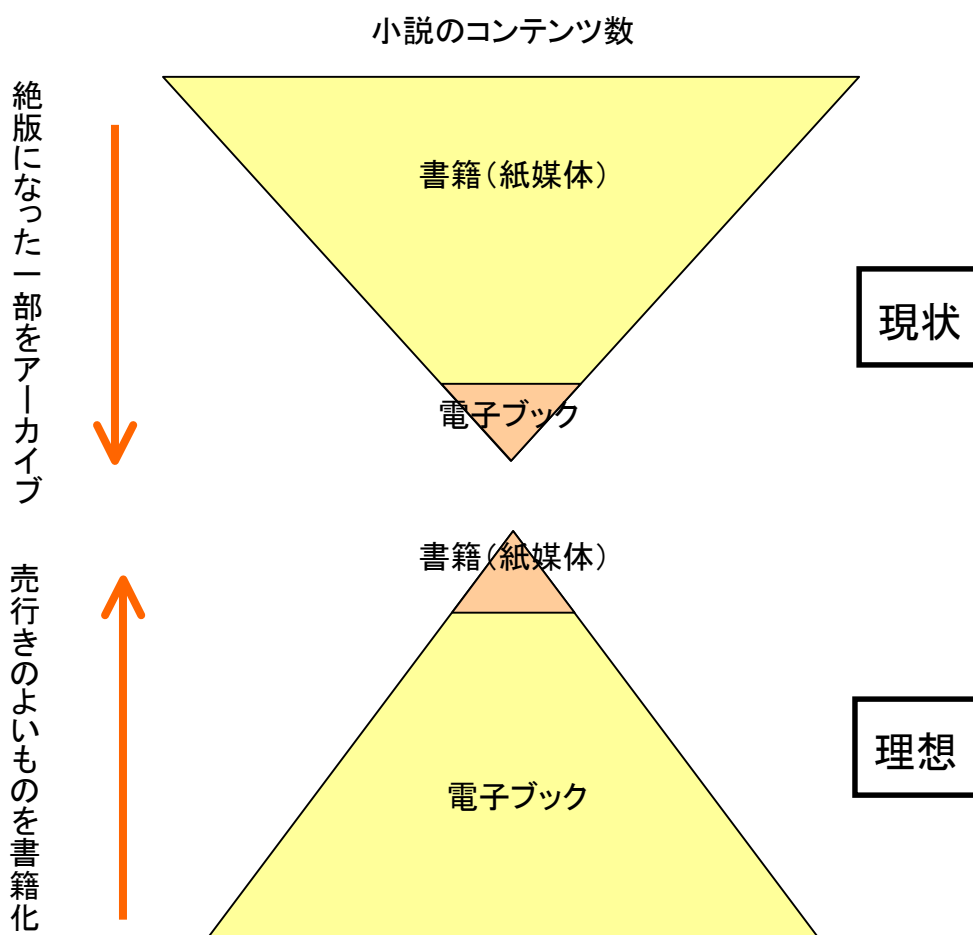 小説のコンテンツ数
絶版になった一部をアーカイブ
書籍（紙媒体）
現状
電子ブック
書籍（紙媒体）
売行きのよいものを書籍化
理想
電子ブック